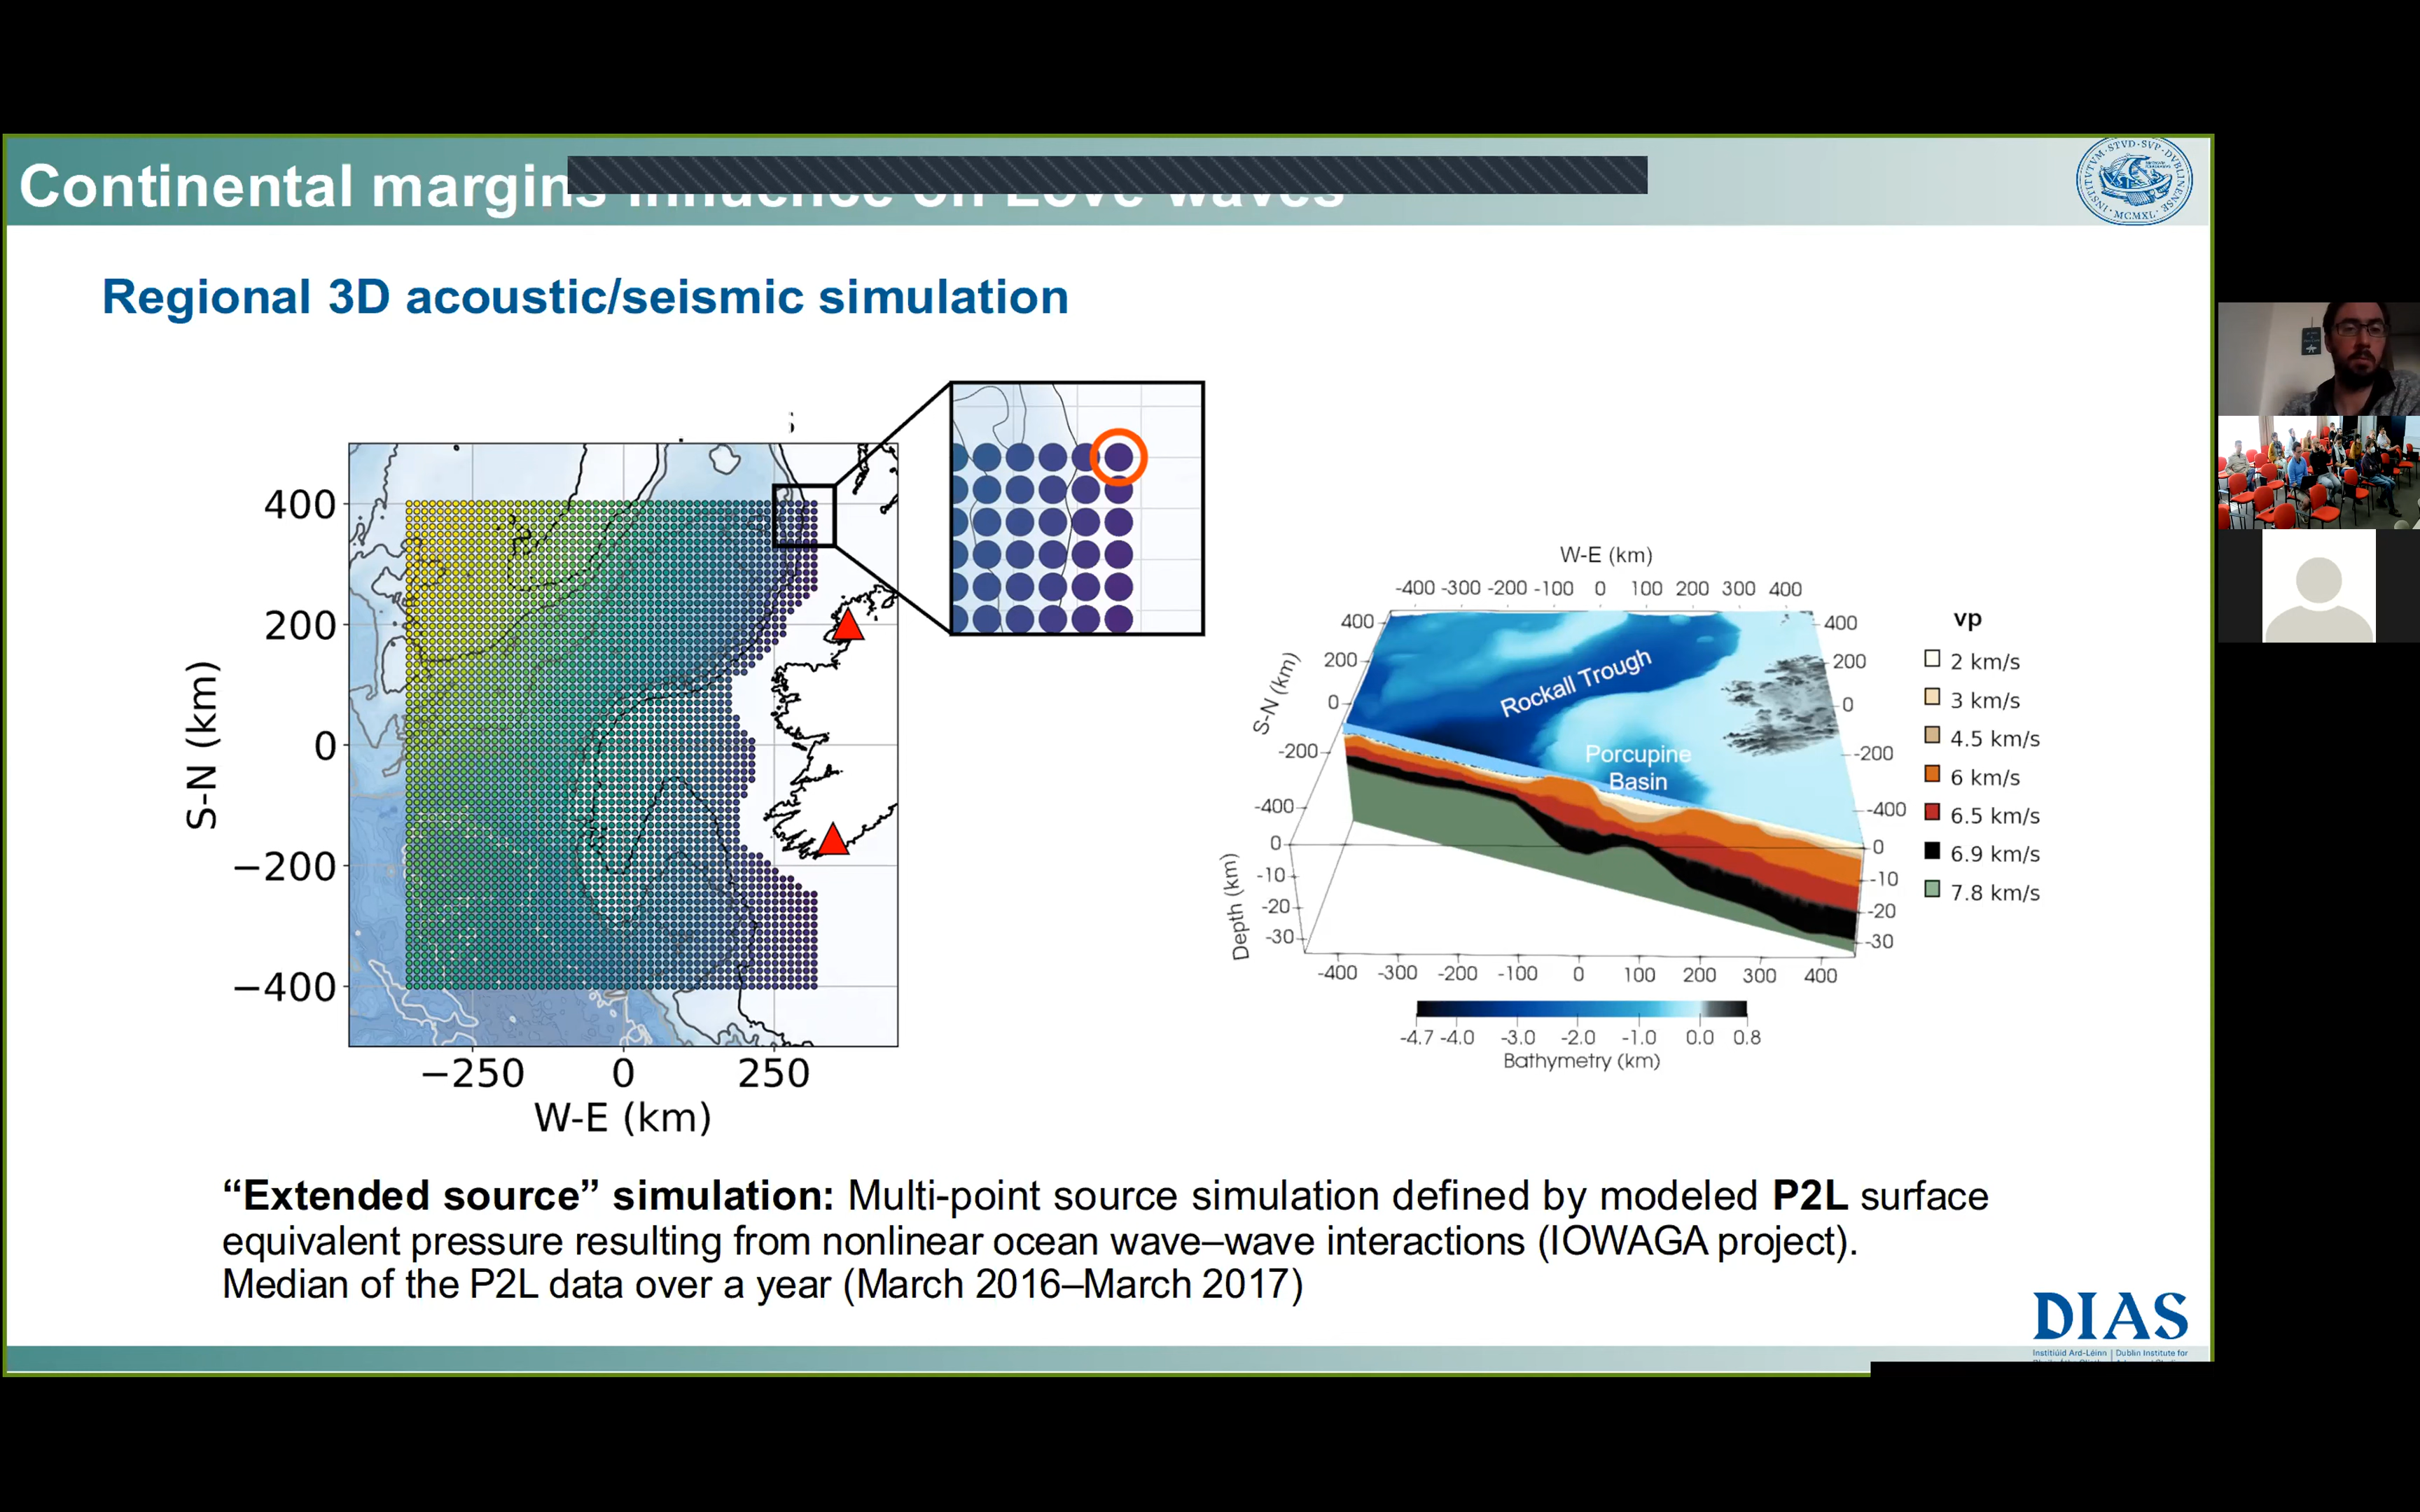 Continental margins influence on Love waves
INSTITVTVM · STVD · SVP · DVBLINENSE · MCMXL ·
Regional 3D acoustic/seismic simulation
400
200
0
−200
−400
S-N (km)
−250 0 250
W-E (km)
W-E (km)
-400 -300 -200 -100 0 100 200 300 400
400
200
0
-200
-400
S-N (km)
400
200
0
-200
-400
Rockall Trough
Porcupine
Basin
0
-10
-20
-30
Depth (km)
0
-10
-20
-30
-400 -300 -200 -100 0 100 200 300 400
-4.7 -4.0 -3.0 -2.0 -1.0 0.0 0.8
Bathymetry (km)
vp
2 km/s
3 km/s
4.5 km/s
6 km/s
6.5 km/s
6.9 km/s
7.8 km/s
“Extended source” simulation: Multi-point source simulation defined by modeled P2L surface
equivalent pressure resulting from nonlinear ocean wave–wave interactions (IOWAGA project).
Median of the P2L data over a year (March 2016–March 2017)
DIAS
Institiúid Ard-Léinn | Dublin Institute for